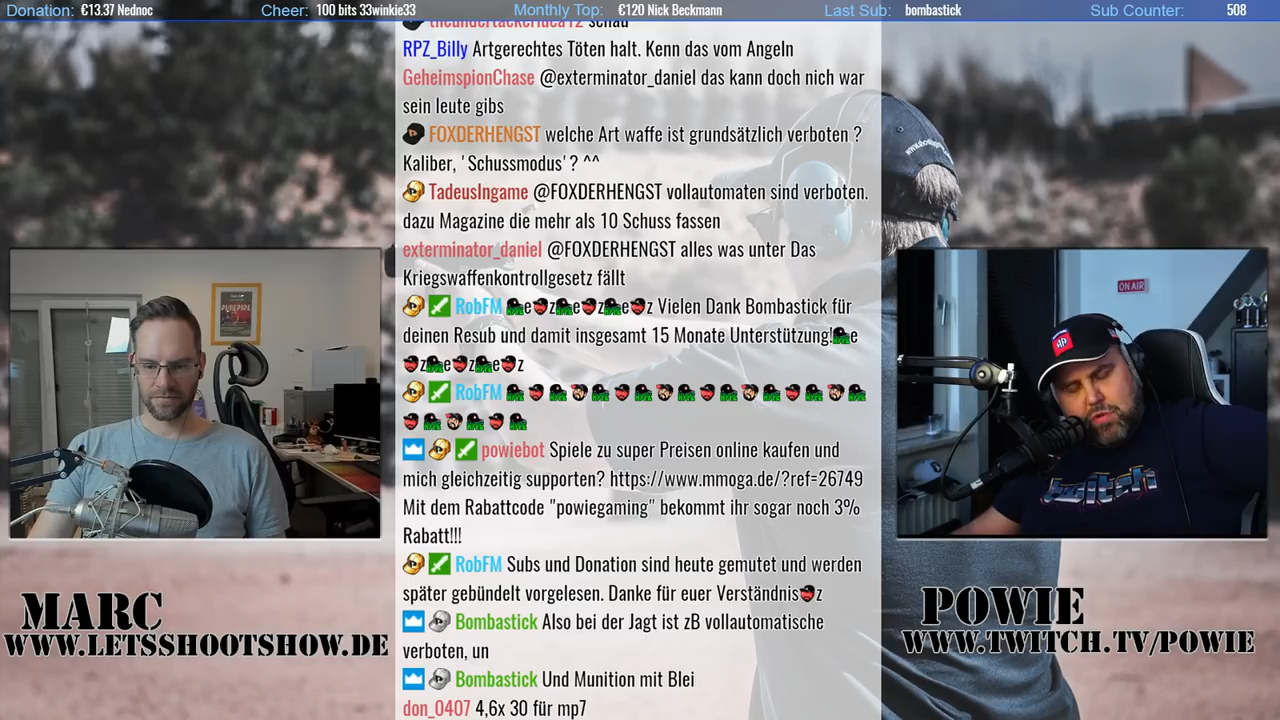 Donation: €13.37 Nednoc Cheer: 100 bits 33winkie33 Monthly Top: €120 Nick Beckmann Last Sub: bombastick Sub Counter: 508
schau
RPZ_Billy Artgerechtes Töten halt. Kenn das vom Angeln
GeheimspionChase @exterminator_daniel das kann doch nich war
sein leute gibs
FOXDERHENGST welche Art waffe ist grundsätzlich verboten ?
Kaliber, 'Schussmodus'? ^^
TadeusIngame @FOXDERHENGST vollautomaten sind verboten.
dazu Magazine die mehr als 10 Schuss fassen
exterminator_daniel @FOXDERHENGST alles was unter Das
Kriegswaffenkontrollgesetz fällt
RobFM e z e z e z Vielen Dank Bombastick für
deinen Resub und damit insgesamt 15 Monate Unterstützung! e
z e z e z
RobFM
powiebot Spiele zu super Preisen online kaufen und
mich gleichzeitig supporten? https://www.mmoga.de/?ref=26749
Mit dem Rabattcode "powiegaming" bekommt ihr sogar noch 3%
Rabatt!!!
RobFM Subs und Donation sind heute gemutet und werden
später gebündelt vorgelesen. Danke für euer Verständnis z
Bombastick Also bei der Jagt ist zB vollautomatische
verboten, un
Bombastick Und Munition mit Blei
don_0407 4,6x 30 für mp7
MARC
WWW.LETSSHOOTSHOW.DE
ON AIR
twitch
POWIE
WWW.TWITCH.TV/POWIE